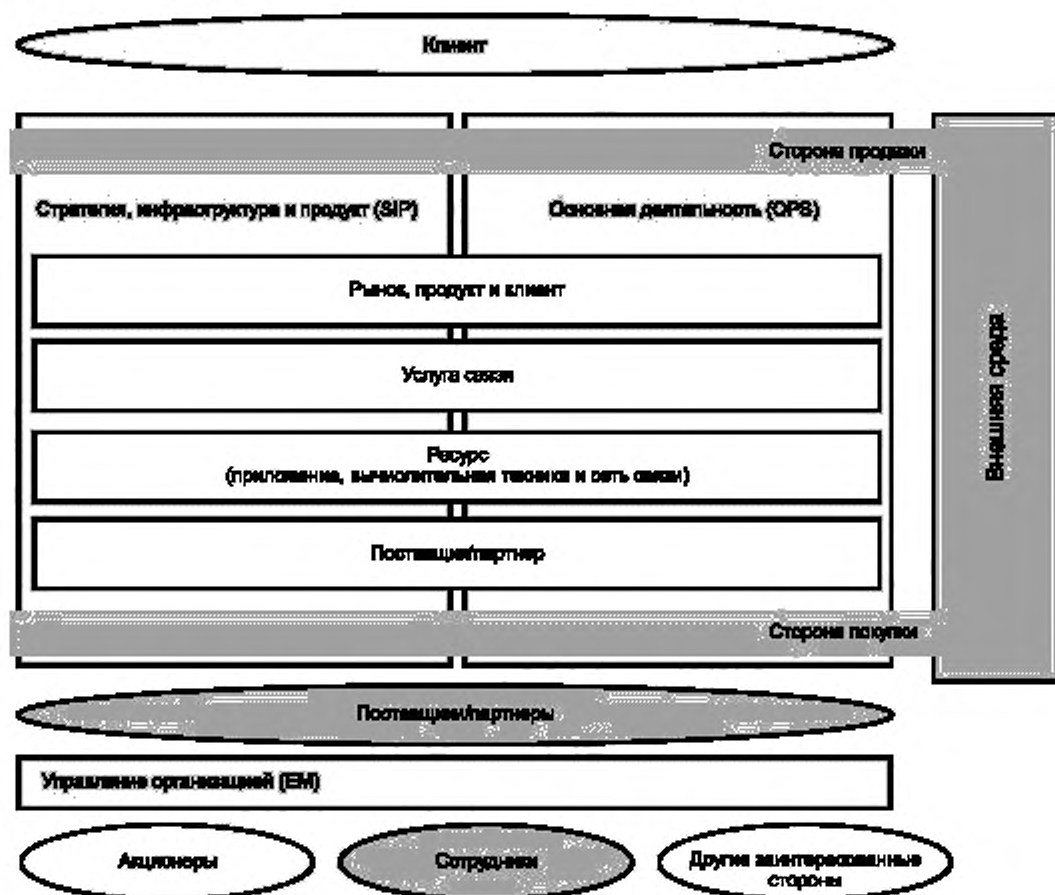 Клиент
Сторона продажи
Стратегия, инфраструктура и продукт (SIP)
Основная деятельность (OPS)
Рынок, продукт и клиент
Услуга связи
Ресурс
(приложение, вычислительная техника и сеть связи)
Поставщик/партнер
Внешняя среда
Сторона покупки
Поставщики/партнеры
Управление организацией (EM)
Акционеры
Сотрудники
Другие заинтересованные
стороны